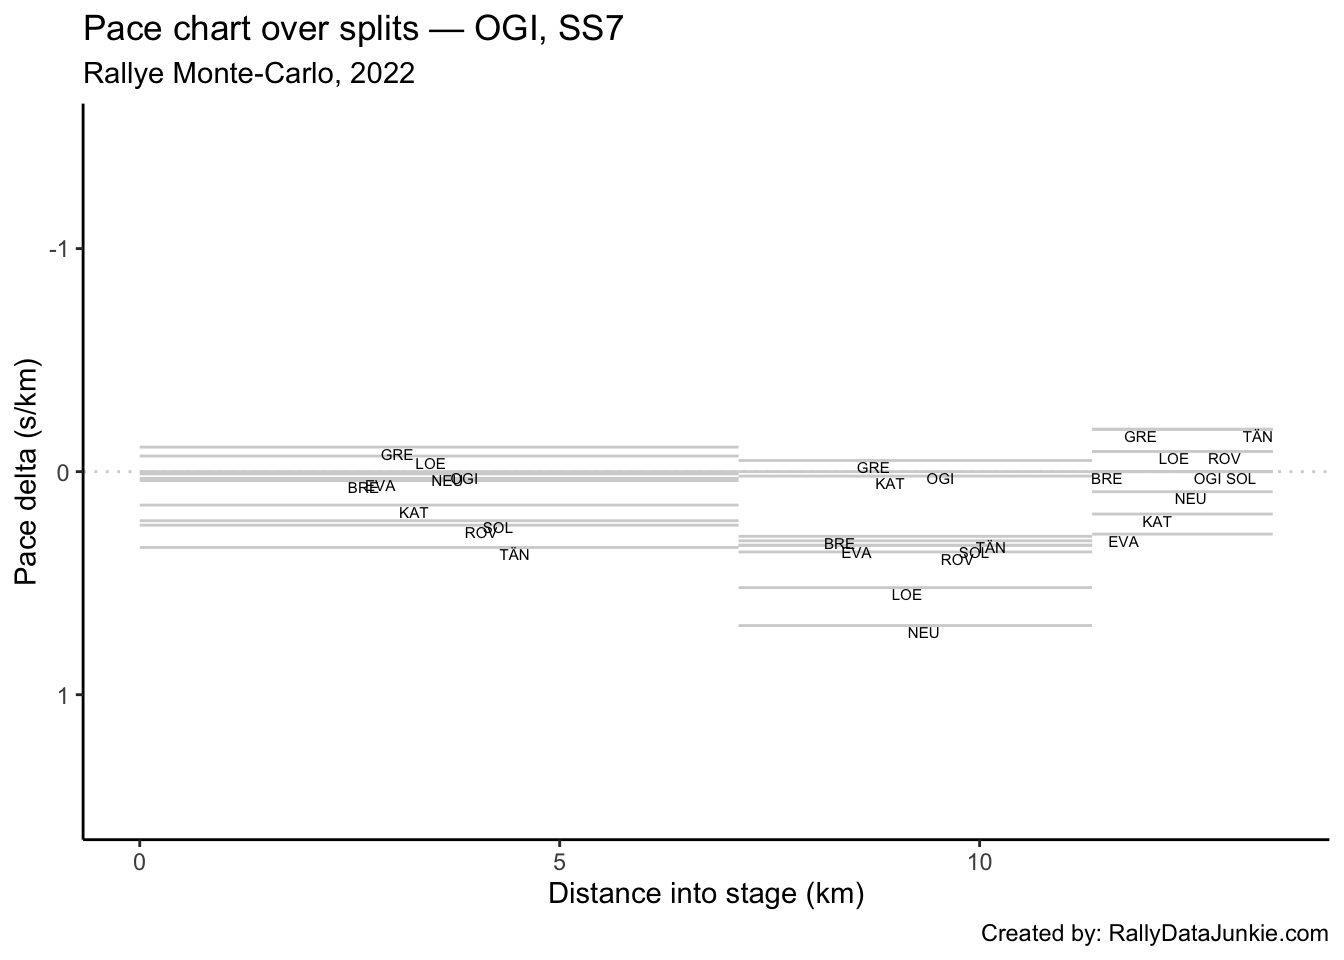 Pace chart over splits — OGI, SS7
Rallye Monte-Carlo, 2022
Pace delta (s/km)
-1
0
1
GRE
LOE
BRE
EVA
NEU
OGI
KAT
ROV
SOL
TÄN
GRE
KAT
OGI
BRE
EVA
ROV
SOL
TÄN
LOE
NEU
GRE TÄN
LOE ROV
BRE OGI SOL
NEU
KAT
EVA
0 5 10
Distance into stage (km)
Created by: RallyDataJunkie.com